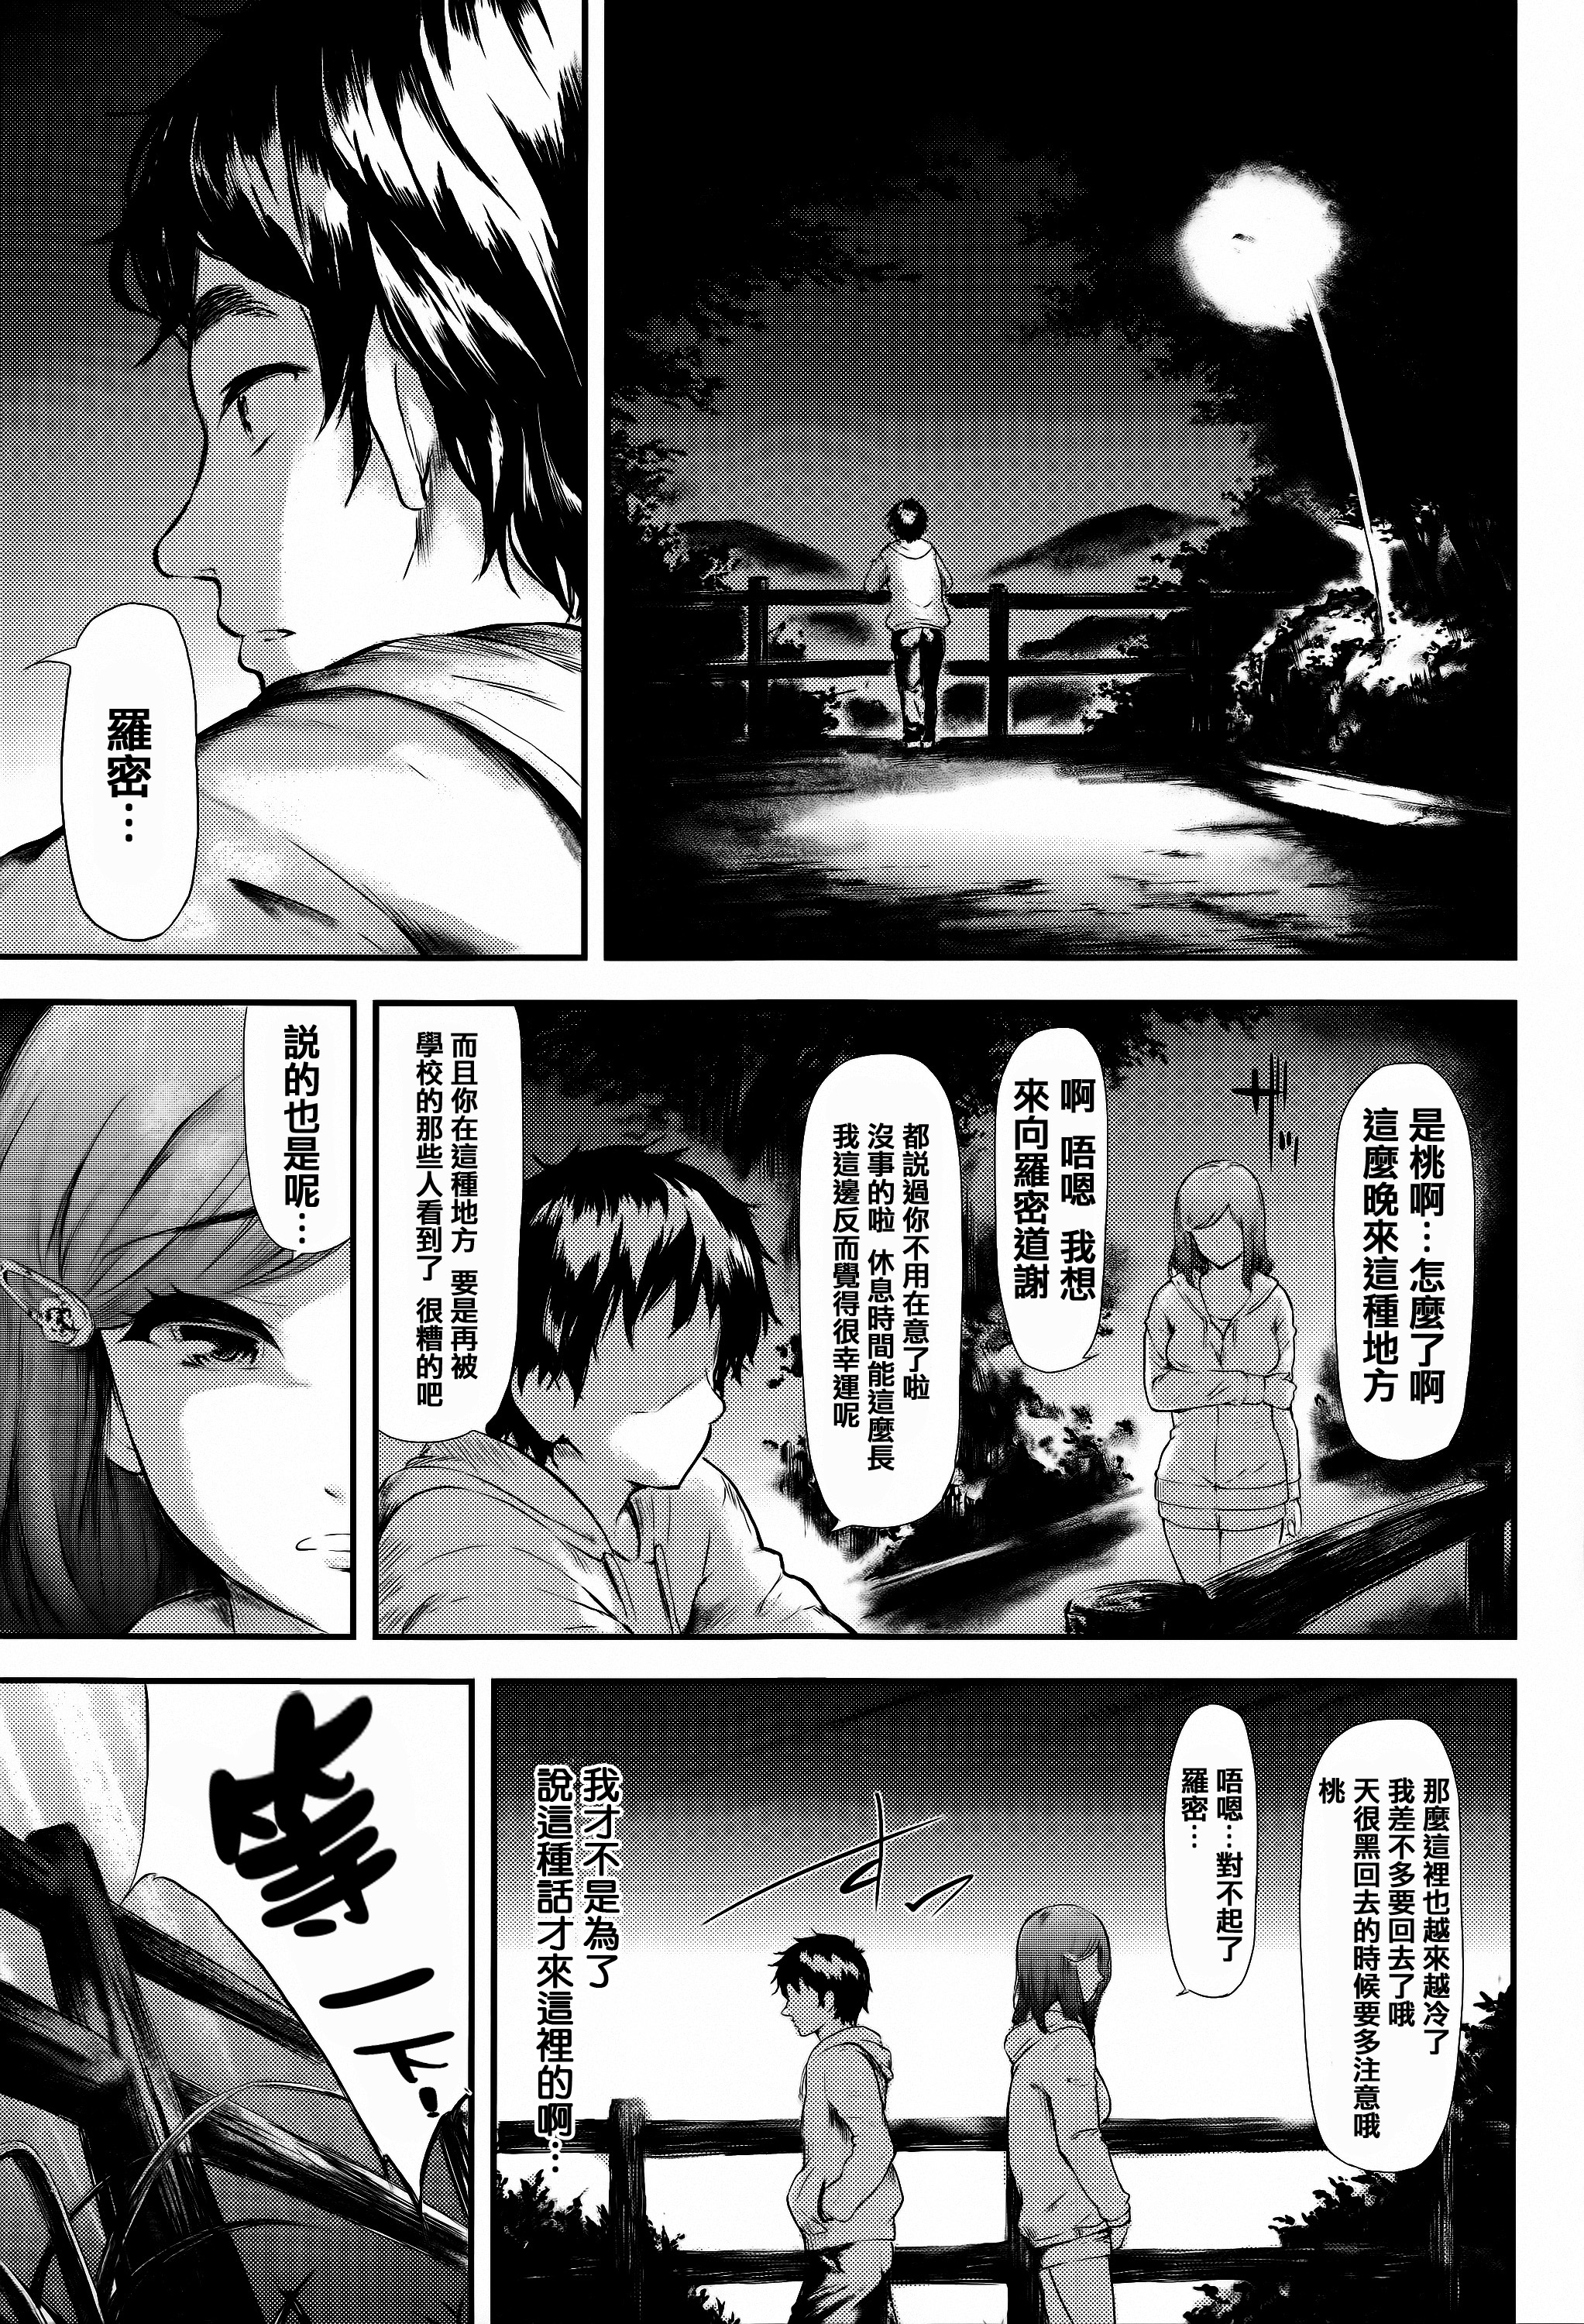 羅密…
是桃啊…怎麼了啊
這麼晚來這種地方
ザッ
啊 唔嗯 我想
來向羅密道謝
都説過你不用在意了啦
沒事的啦 休息時間能這麼長
我這邊反而覺得很幸運呢
而且你在這種地方 要是再被
學校的那些人看到了 很糟的吧
説的也是呢…
那麼這裡也越來越冷了
我差不多要回去了哦
天很黑回去的時候要多注意哦
桃
唔嗯…對不起了
羅密…
スッ
我才不是為了
說這種話才來這裡的啊…
等一下!